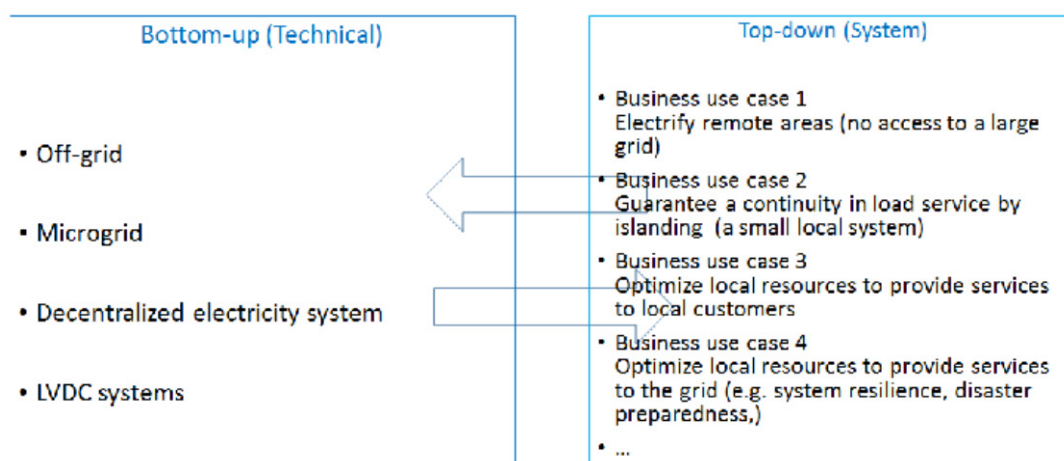 Bottom-up (Technical)
• Off-grid
• Microgrid
• Decentralized electricity system
• LVDC systems
Top-down (System)
• Business use case 1
Electrify remote areas (no access to a large
grid)
• Business use case 2
Guarantee a continuity in load service by
islanding (a small local system)
• Business use case 3
Optimize local resources to provide services
to local customers
• Business use case 4
Optimize local resources to provide services
to the grid (e.g. system resilience, disaster
preparedness,)
• ...